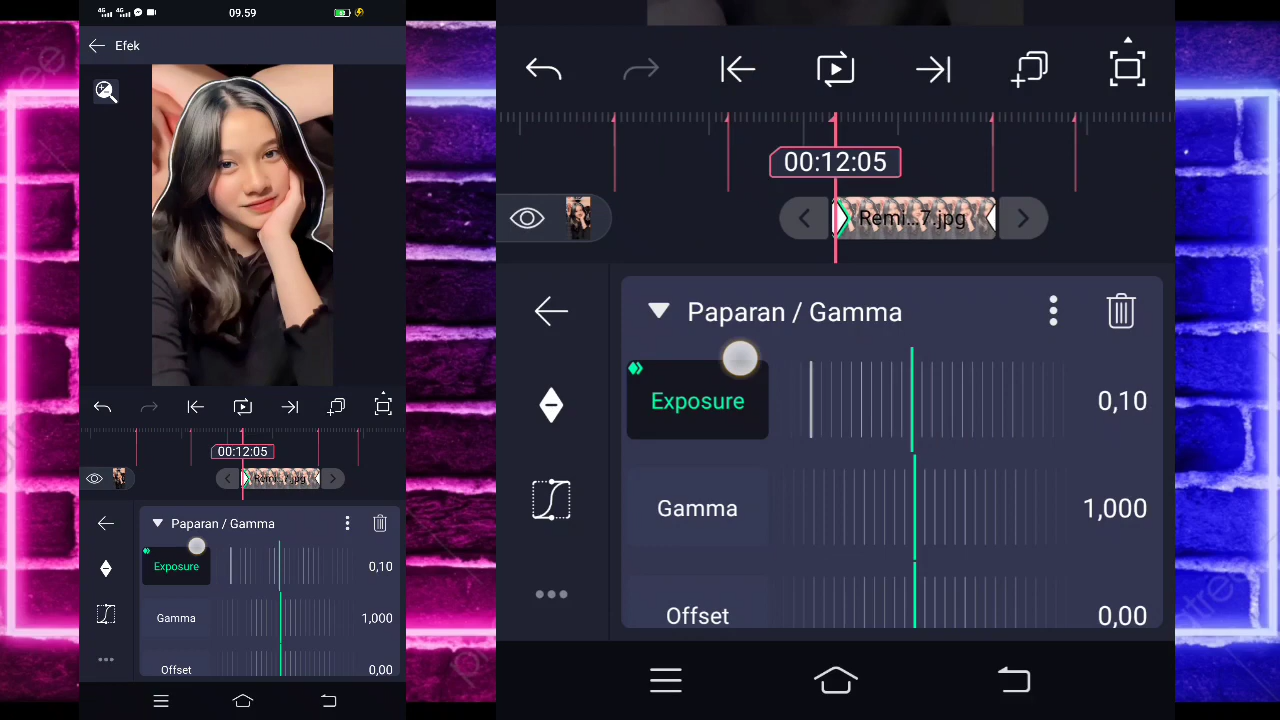 09.59
Efek
00:12:05
Remi...7.jpg
Paparan / Gamma
Exposure
0,10
Gamma
1,000
Offset
0,00
00:12:05
Remi...7.jpg
Paparan / Gamma
Exposure
0,10
Gamma
1,000
Offset
0,00